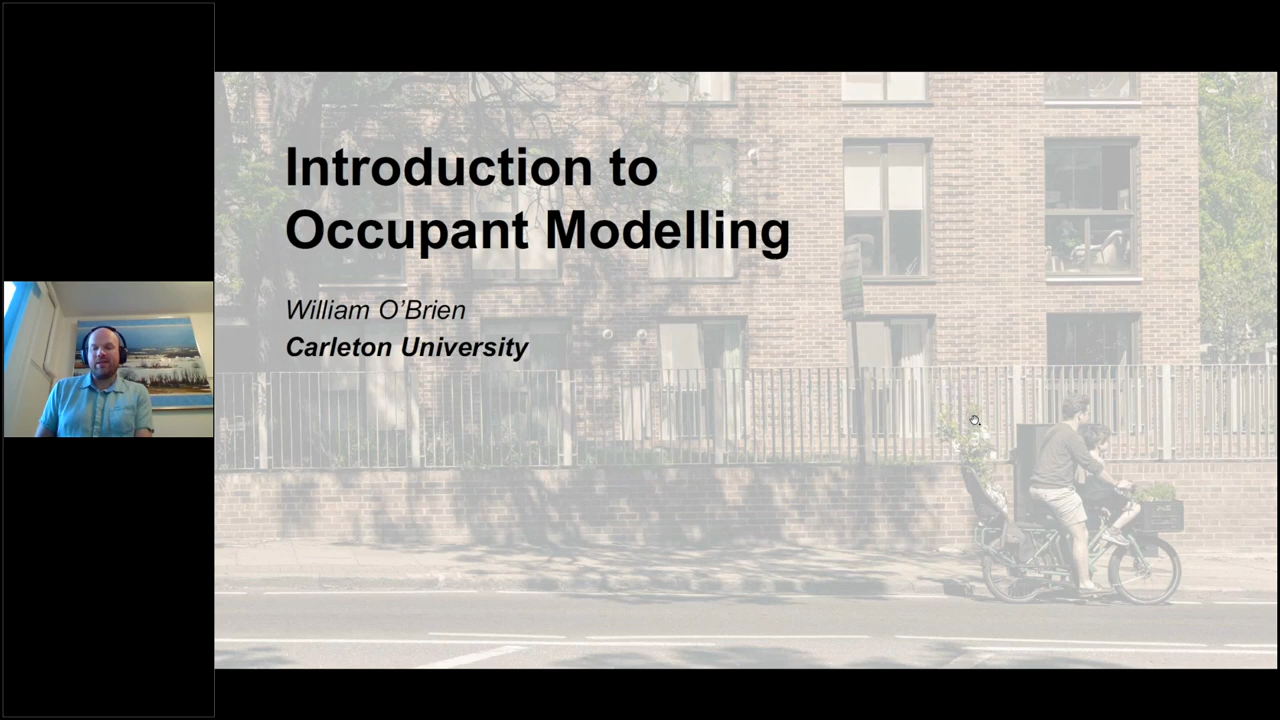 Introduction to
Occupant Modelling
William O’Brien
Carleton University